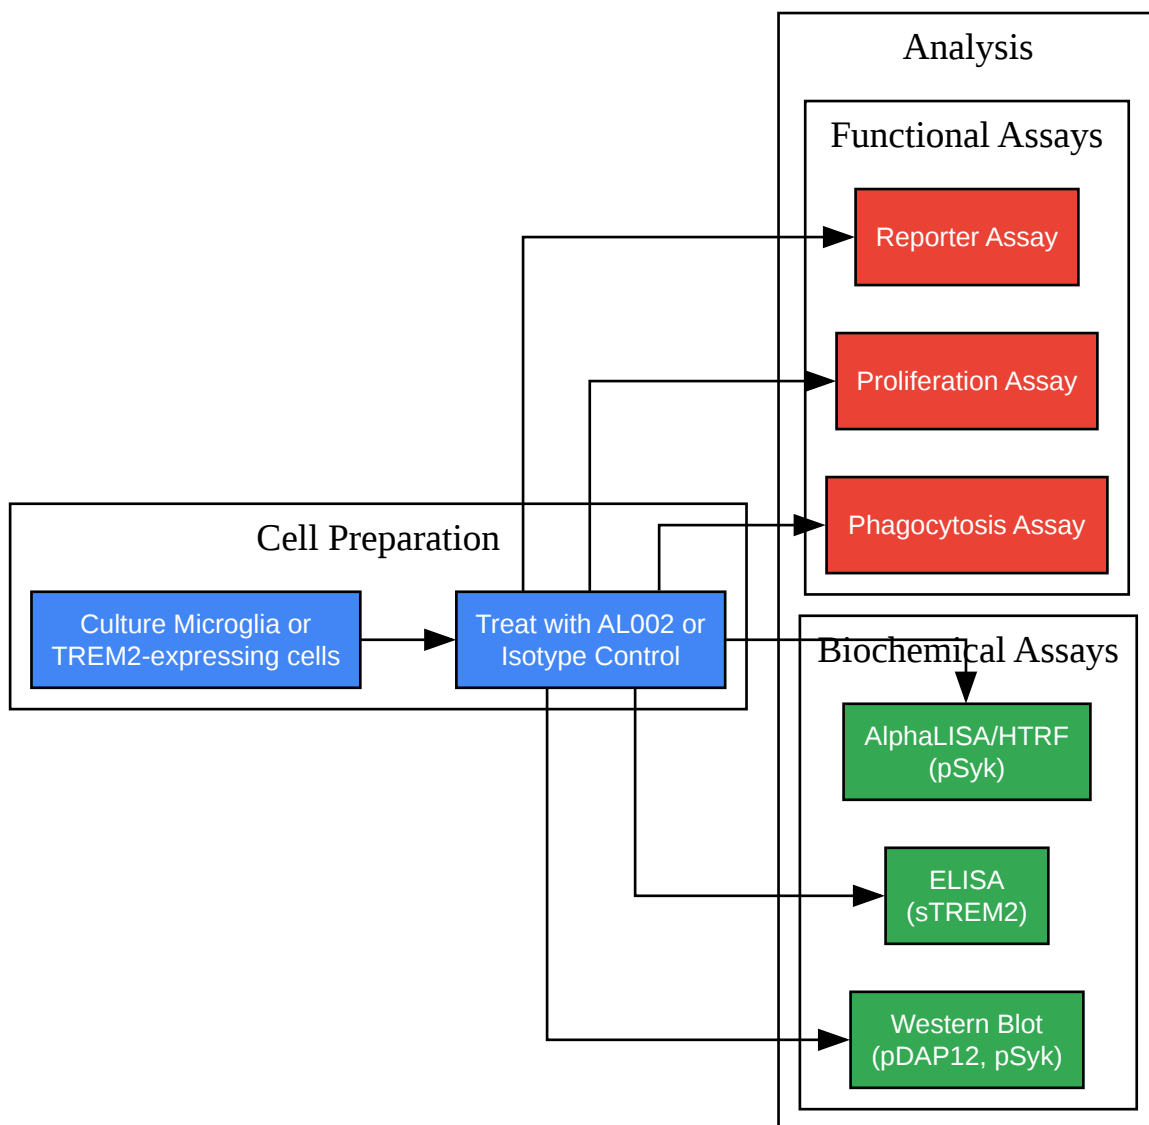 Analysis
Functional Assays
Reporter Assay
Proliferation Assay
Phagocytosis Assay
Cell Preparation
Culture Microglia or
TREM2-expressing cells
Treat with AL002 or
Isotype Control
Biochemical Assays
AlphaLISA/HTRF
(pSyk)
ELISA
(sTREM2)
Western Blot
(pDAP12, pSyk)